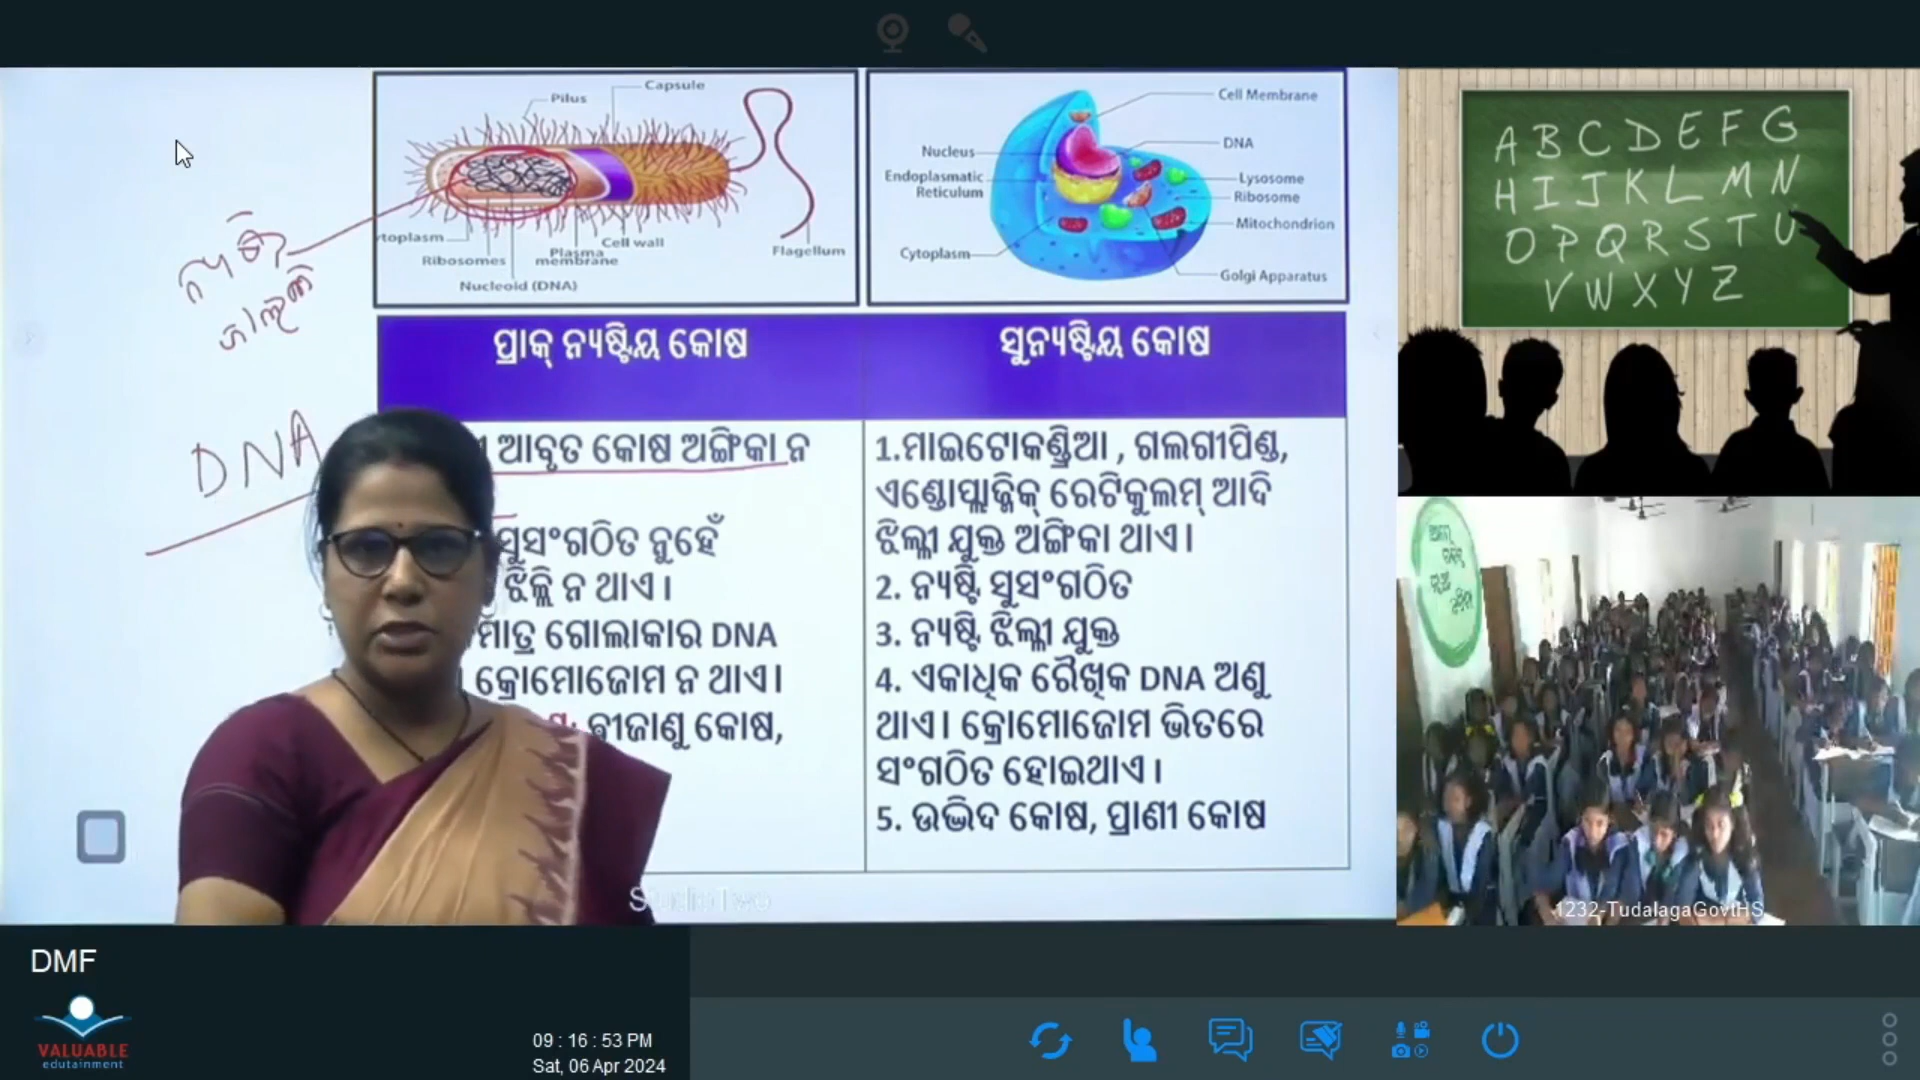 Pilus
Capsule
Cell wall
Plasma
membrane
Ribosomes
Nucleoid (DNA)
Flagellum
Cell Membrane
DNA
Nucleus
Lysosome
Endoplasmatic
Reticulum
Ribosome
Mitochondrion
Cytoplasm
Golgi Apparatus
DNA
ପ୍ରାକ୍ ନ୍ୟଷ୍ଟିୟ କୋଷ
ସୁନ୍ୟଷ୍ଟିୟ କୋଷ
ଆବୃତ କୋଷ ଅଙ୍ଗିକା ନ
ସୁସଂଗଠିତ ନୁହେଁ
ଝିଲ୍ଲି ନ ଥାଏ।
ମାତ୍ର ଗୋଲାକାର DNA
କ୍ରୋମୋଜୋମ ନ ଥାଏ।
ବୀଜାଣୁ କୋଷ,
1.ମାଇଟୋକଣ୍ଡ୍ରିଆ , ଗଲଗୀପିଣ୍ଡ,
ଏଣ୍ଡୋପ୍ଲାଜ୍ମିକ୍ ରେଟିକୁଲମ୍ ଆଦି
ଝିଲ୍ଲୀ ଯୁକ୍ତ ଅଙ୍ଗିକା ଥାଏ।
2. ନ୍ୟଷ୍ଟି ସୁସଂଗଠିତ
3. ନ୍ୟଷ୍ଟି ଝିଲ୍ଲୀ ଯୁକ୍ତ
4. ଏକାଧିକ ରୈଖିକ DNA ଅଣୁ
ଥାଏ। କ୍ରୋମୋଜୋମ ଭିତରେ
ସଂଗଠିତ ହୋଇଥାଏ।
5. ଉଦ୍ଭିଦ କୋଷ, ପ୍ରାଣୀ କୋଷ
Studio Two
A B C D E F G
H I J K L M N
O P Q R S T U
V W X Y Z
1232-TudalagaGovtHS
DMF
VALUABLE
edutainment
09 : 16 : 53 PM
Sat, 06 Apr 2024